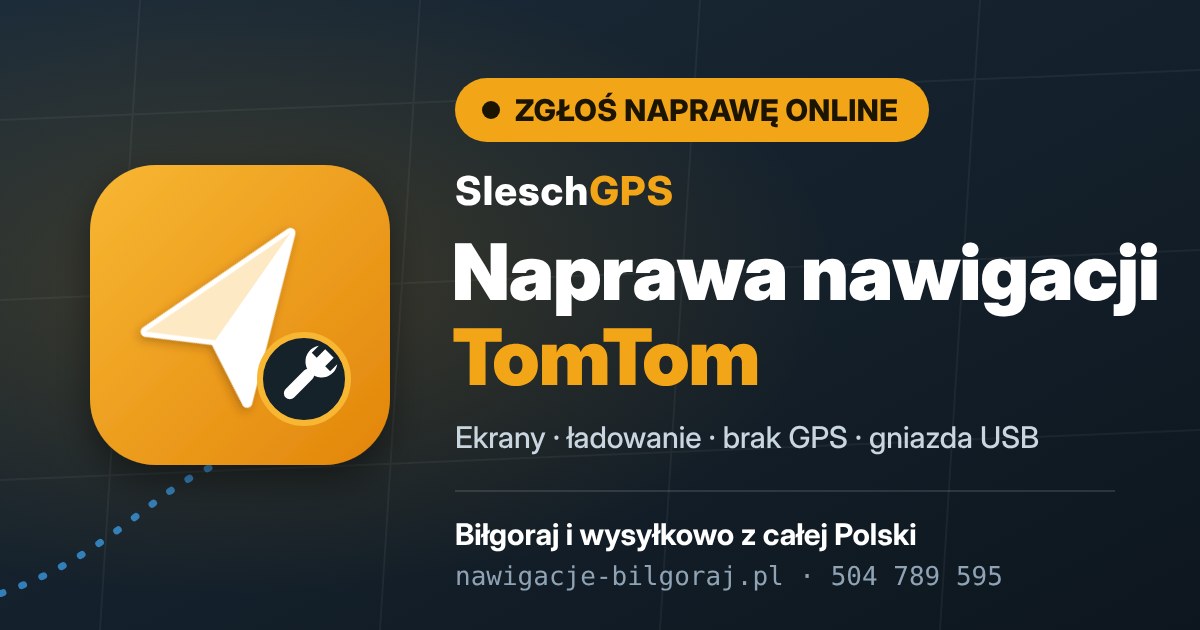 ZGŁOŚ NAPRAWĘ ONLINE
SleschGPS
Naprawa nawigacji
TomTom
Ekrany · ładowanie · brak GPS · gniazda USB
Biłgoraj i wysyłkowo z całej Polski
nawigacje-bilgoraj.pl · 504 789 595